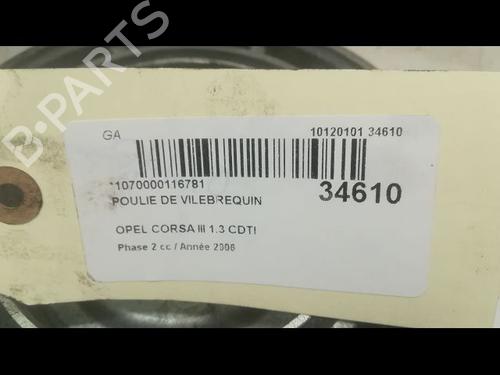 GA
10120101 34610
11070000116781
34610
POULIE DE VILEBREQUIN
OPEL CORSA III 1.3 CDTI
Phase 2 cc / Année 2006
B-PARTS